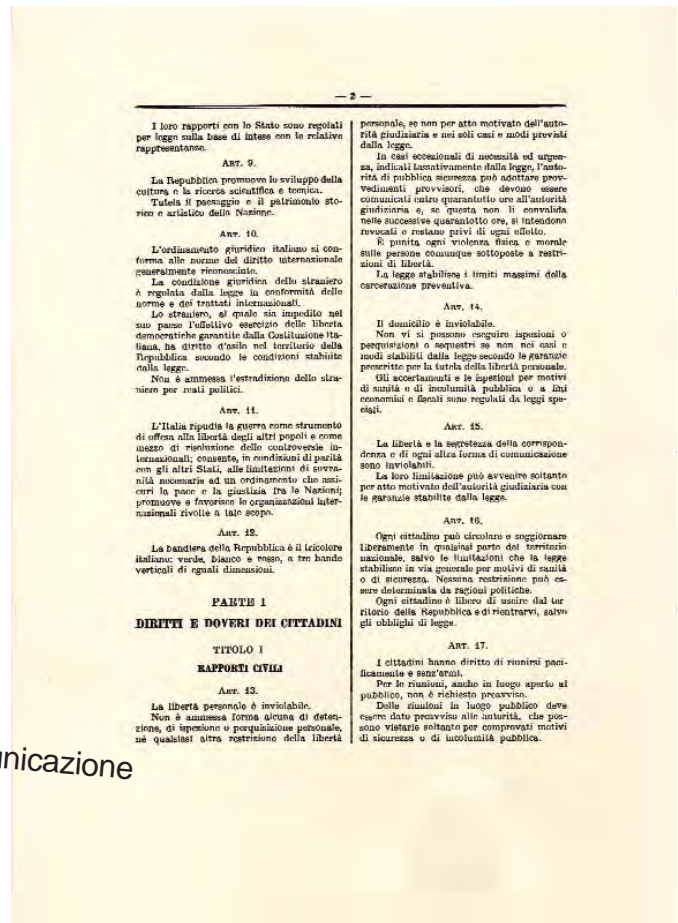 — 2 —
I loro rapporti con lo Stato sono regolati
per legge sulla base di intese con le relative
rappresentanze.
ART. 9.
La Repubblica promuove lo sviluppo della
cultura e la ricerca scientifica e tecnica.
Tutela il paesaggio e il patrimonio sto-
rico e artistico della Nazione.
ART. 10.
L'ordinamento giuridico italiano si con-
forma alle norme del diritto internazionale
generalmente riconosciute.
La condizione giuridica dello straniero
è regolata dalla legge in conformità delle
norme e dei trattati internazionali.
Lo straniero, al quale sia impedito nel
suo paese l'effettivo esercizio delle libertà
democratiche garantite dalla Costituzione ita-
liana, ha diritto d'asilo nel territorio della
Repubblica secondo le condizioni stabilite
dalla legge.
Non è ammessa l'estradizione dello stra-
niero per reati politici.
ART. 11.
L'Italia ripudia la guerra come strumento
di offesa alla libertà degli altri popoli e come
mezzo di risoluzione delle controversie in-
ternazionali; consente, in condizioni di parità
con gli altri Stati, alle limitazioni di sovra-
nità necessarie ad un ordinamento che assi-
curi la pace e la giustizia fra le Nazioni;
promuove e favorisce le organizzazioni inter-
nazionali rivolte a tale scopo.
ART. 12.
La bandiera della Repubblica è il tricolore
italiano: verde, bianco e rosso, a tre bande
verticali di eguali dimensioni.
PARTE I
DIRITTI E DOVERI DEI CITTADINI
TITOLO I
RAPPORTI CIVILI
ART. 13.
La libertà personale è inviolabile.
Non è ammessa forma alcuna di deten-
zione, di ispezione o perquisizione personale,
né qualsiasi altra restrizione della libertà
personale, se non per atto motivato dell'auto-
rità giudiziaria e nei soli casi e modi previsti
dalla legge.
In casi eccezionali di necessità ed urgen-
za, indicati tassativamente dalla legge, l'auto-
rità di pubblica sicurezza può adottare prov-
vedimenti provvisori, che devono essere
comunicati entro quarantotto ore all'autorità
giudiziaria e, se questa non li convalida
nelle successive quarantotto ore, si intendono
revocati e restano privi di ogni effetto.
È punita ogni violenza fisica e morale
sulle persone comunque sottoposte a restri-
zioni di libertà.
La legge stabilisce i limiti massimi della
carcerazione preventiva.
ART. 14.
Il domicilio è inviolabile.
Non vi si possono eseguire ispezioni o
perquisizioni o sequestri se non nei casi e
modi stabiliti dalla legge secondo le garanzie
prescritte per la tutela della libertà personale.
Gli accertamenti e le ispezioni per motivi
di sanità e di incolumità pubblica o a fini
economici e fiscali sono regolati da leggi spe-
ciali.
ART. 15.
La libertà e la segretezza della corrispon-
denza e di ogni altra forma di comunicazione
sono inviolabili.
La loro limitazione può avvenire soltanto
per atto motivato dell'autorità giudiziaria con
le garanzie stabilite dalla legge.
ART. 16.
Ogni cittadino può circolare e soggiornare
liberamente in qualsiasi parte del territorio
nazionale, salvo le limitazioni che la legge
stabilisce in via generale per motivi di sanità
o di sicurezza. Nessuna restrizione può es-
sere determinata da ragioni politiche.
Ogni cittadino è libero di uscire dal ter-
ritorio della Repubblica e di rientrarvi, salvo
gli obblighi di legge.
ART. 17.
I cittadini hanno diritto di riunirsi paci-
ficamente e senz'armi.
Per le riunioni, anche in luogo aperto al
pubblico, non è richiesto preavviso.
Delle riunioni in luogo pubblico deve
essere dato preavviso alle autorità, che pos-
sono vietarle soltanto per comprovati motivi
di sicurezza o di incolumità pubblica.
nicazione